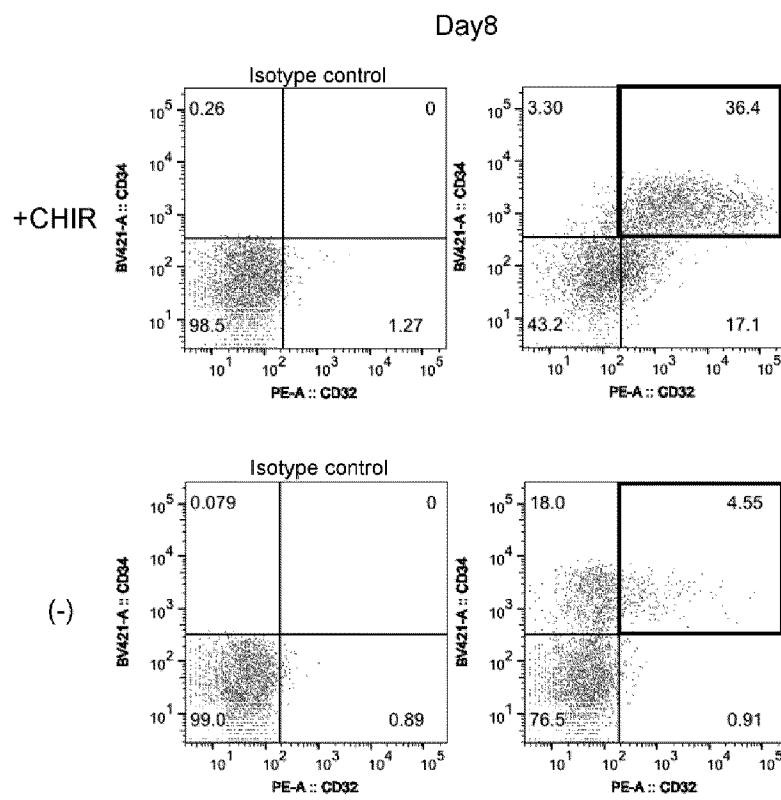 Day8
Isotype control
+CHIR
BV421-A :: CD34
10^5
10^4
10^3
10^2
10^1
0.26
0
98.5
1.27
10^1 10^2 10^3 10^4 10^5
PE-A :: CD32
BV421-A :: CD34
10^5
10^4
10^3
10^2
10^1
3.30
36.4
43.2
17.1
10^1 10^2 10^3 10^4 10^5
PE-A :: CD32
Isotype control
(-)
BV421-A :: CD34
10^5
10^4
10^3
10^2
10^1
0.079
0
99.0
0.89
10^1 10^2 10^3 10^4 10^5
PE-A :: CD32
BV421-A :: CD34
10^5
10^4
10^3
10^2
10^1
18.0
4.55
76.5
0.91
10^1 10^2 10^3 10^4 10^5
PE-A :: CD32